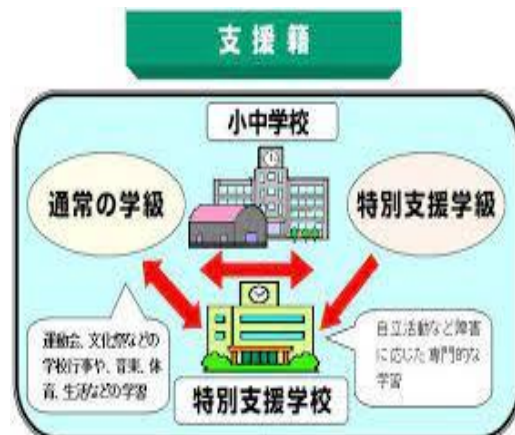 支援籍
小中学校
通常の学級
特別支援学級
運動会、文化祭などの
学校行事や、音楽、体
育、生活などの学習
自立活動など障害
に応じた専門的な
学習
特別支援学校